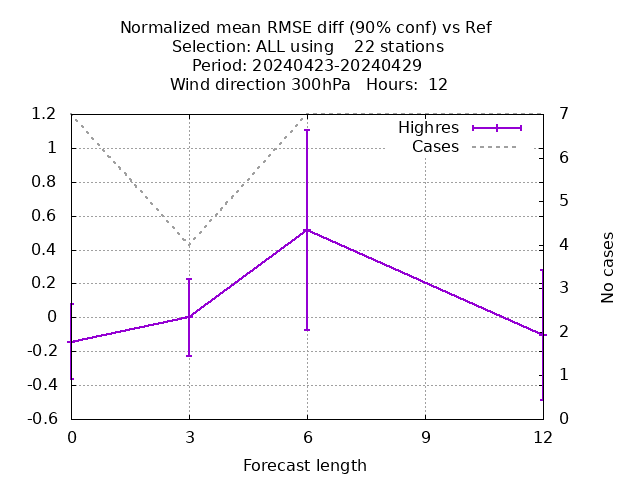 Normalized mean RMSE diff (90% conf) vs Ref
Selection: ALL using    22 stations
Period: 20240423-20240429
Wind direction 300hPa   Hours:  12
1.2
1
0.8
0.6
0.4
0.2
0
-0.2
-0.4
-0.6
Highres
Cases
7
6
5
4
3
2
1
0
No cases
0 3 6 9 12
Forecast length